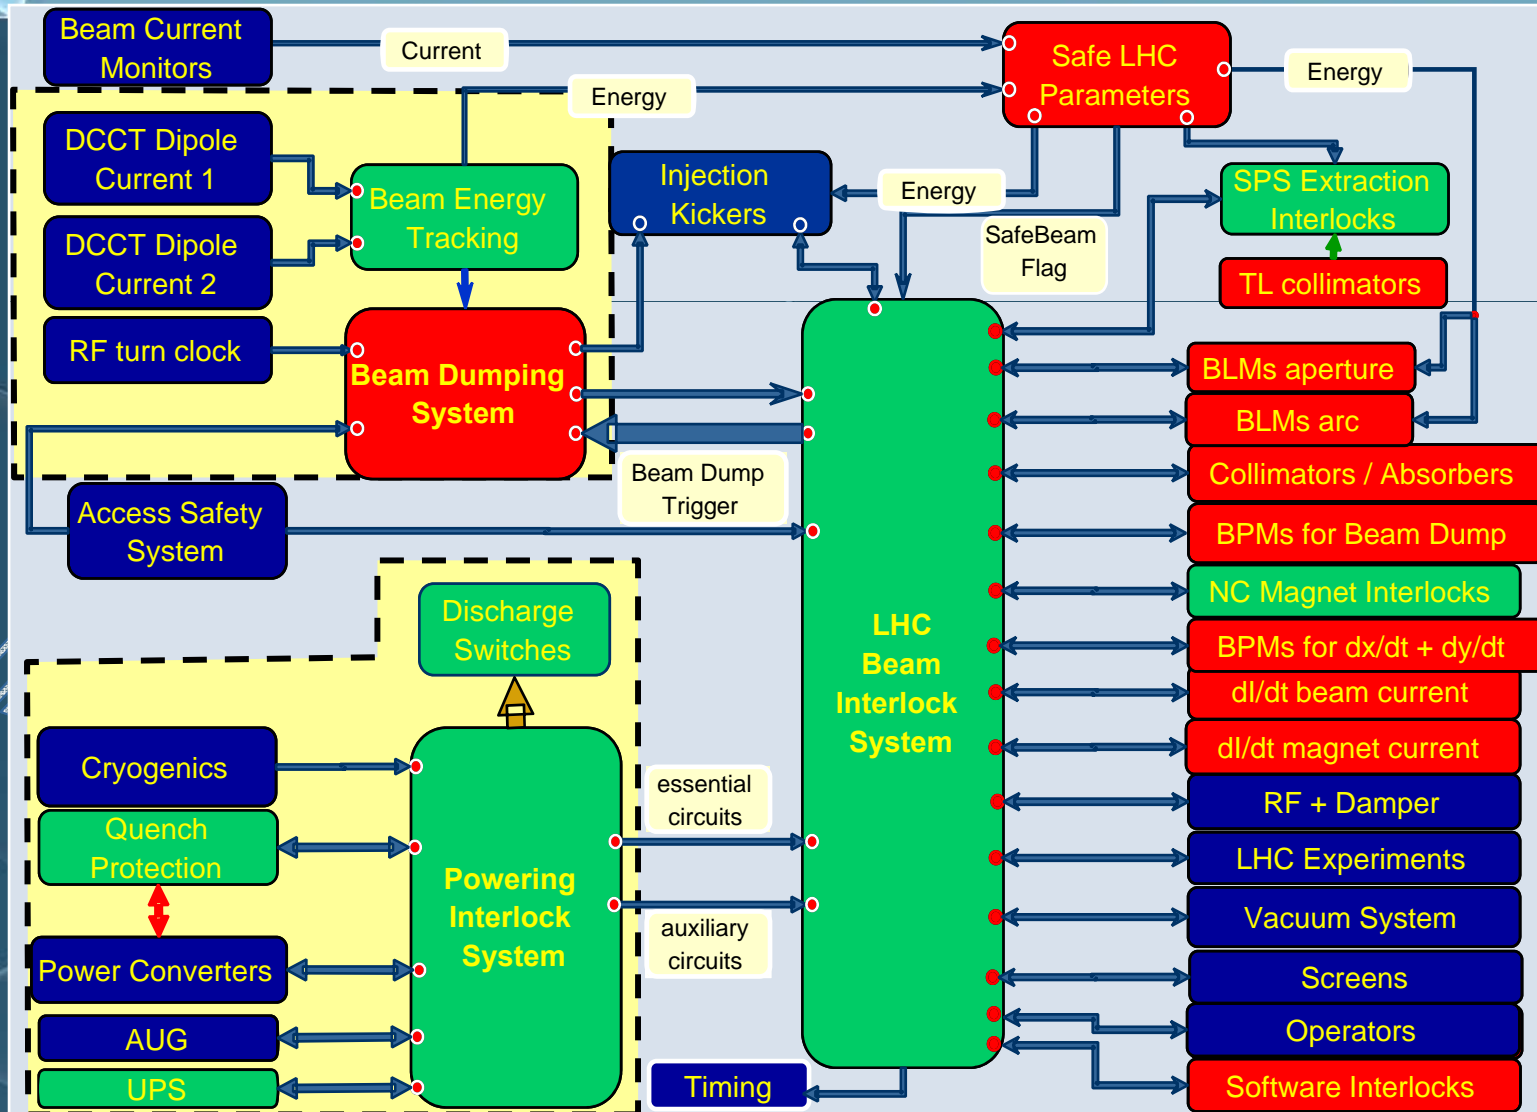 Beam Current
Monitors
Current
Safe LHC
Parameters
Energy
Energy
DCCT Dipole
Current 1
Beam Energy
Tracking
Injection
Kickers
Energy
SPS Extraction
Interlocks
DCCT Dipole
Current 2
SafeBeam
Flag
TL collimators
RF turn clock
Beam Dumping
System
BLMs aperture
BLMs arc
Beam Dump
Trigger
Collimators / Absorbers
Access Safety
System
BPMs for Beam Dump
Discharge
Switches
NC Magnet Interlocks
LHC
Beam
Interlock
System
BPMs for dx/dt + dy/dt
dI/dt beam current
dI/dt magnet current
Cryogenics
essential
circuits
RF + Damper
Quench
Protection
LHC Experiments
Powering
Interlock
System
auxiliary
circuits
Vacuum System
Power Converters
Screens
AUG
Operators
UPS
Timing
Software Interlocks